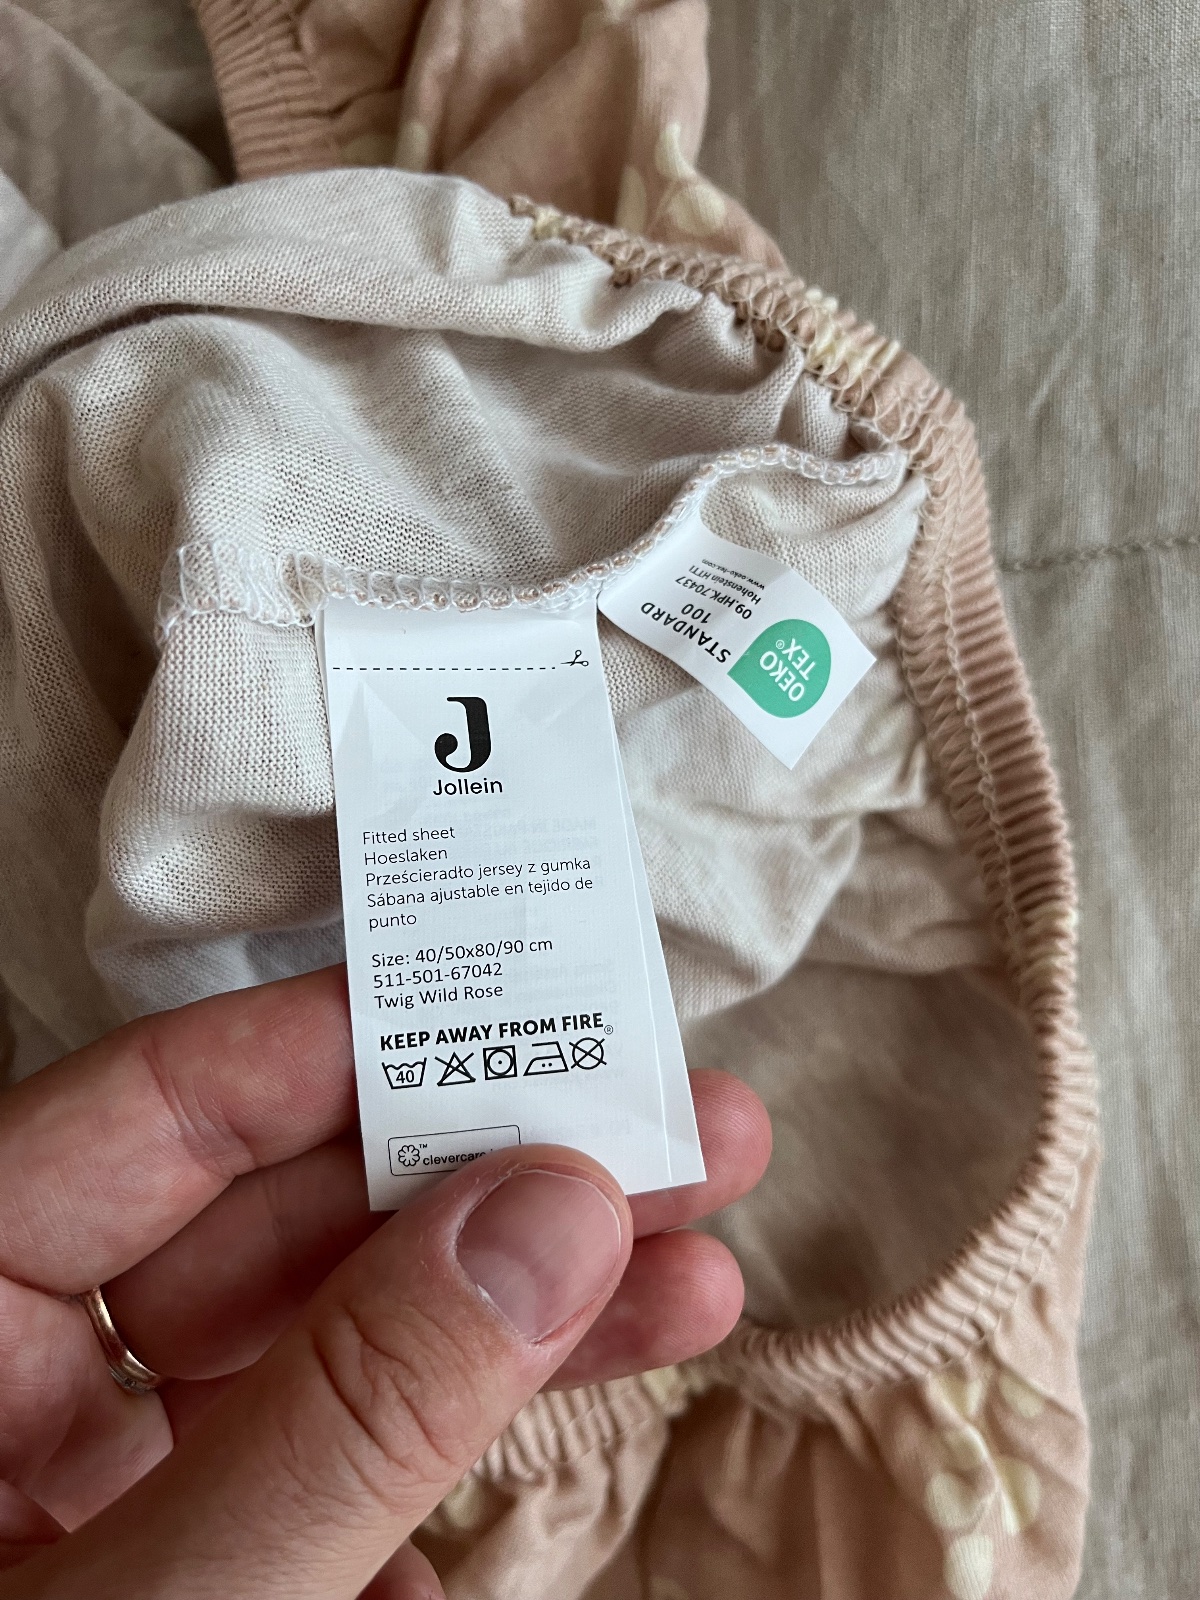 J
Jollein
Fitted sheet
Hoeslaken
Prześcieradło jersey z gumka
Sábana ajustable en tejido de
punto
Size: 40/50x80/90 cm
511-501-67042
Twig Wild Rose
KEEP AWAY FROM FIRE
®
40
clevercare
™
OEKO
TEX®
STANDARD
100
09.HPK.70437
Hohenstein HTTI
www.oeko-tex.com